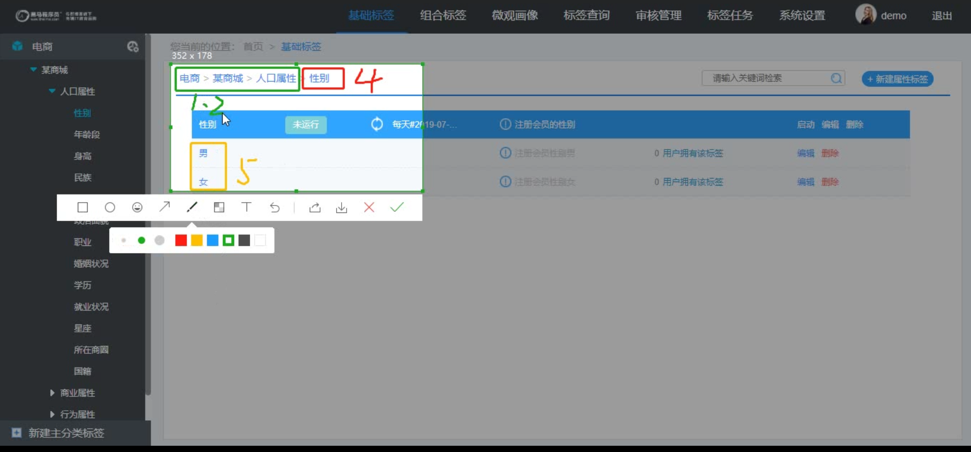 基础标签 组合标签 微观画像 标签查询 审核管理 标签任务 系统设置 demo 退出
电商
您当前的位置: 首页 > 基础标签
352 x 178
某商城
人口属性
性别
年龄段
身高
民族
职业
婚姻状况
学历
就业状况
星座
所在商圈
国籍
商业属性
行为属性
新建主分类标签
电商 > 某商城 > 人口属性 性别
4
1.2
请输入关键词检索
+ 新建属性标签
性别 未运行 每天#2019-07-... 注册会员的性别 启动 编辑 删除
男 注册会员性别男 0 用户拥有该标签 编辑 删除
女 注册会员性别女 0 用户拥有该标签 编辑 删除
5